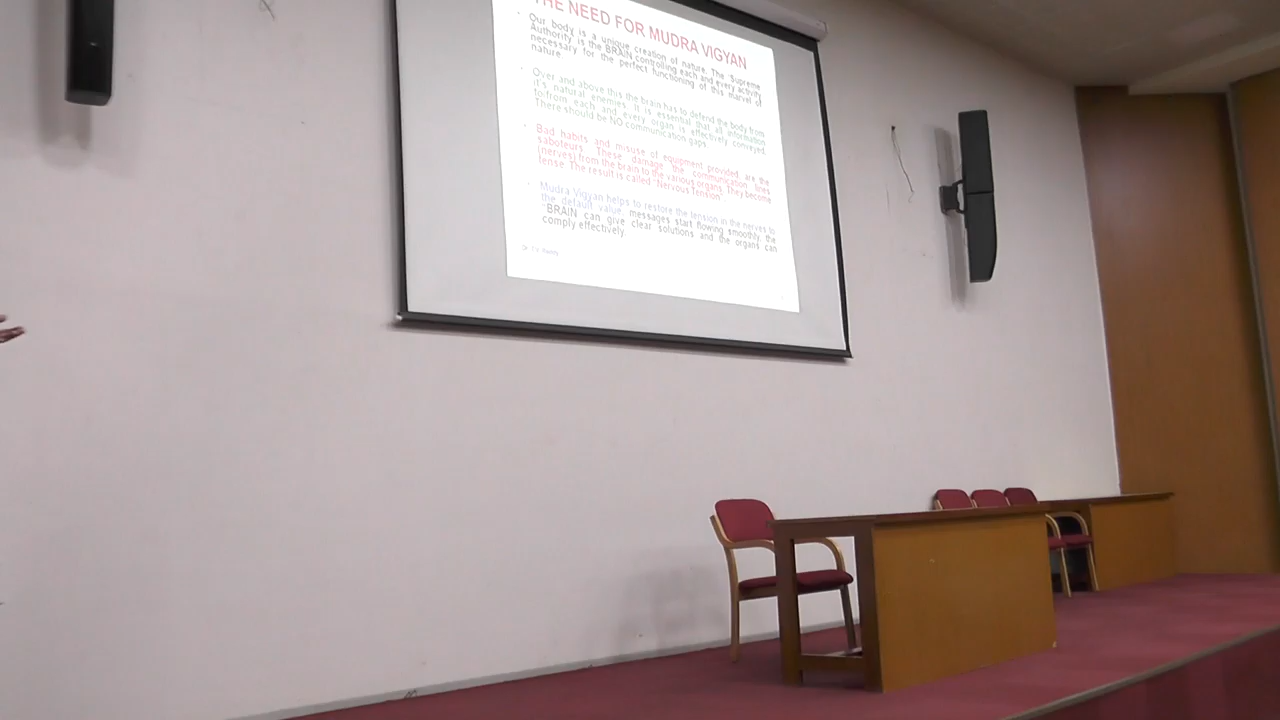 THE NEED FOR MUDRA VIGYAN
Our body is a unique creation of nature. The 'Supreme
Authority' is the BRAIN controlling each and every activity
necessary for the perfect functioning of this marvel of
nature.
Over and above this the brain has to defend the body from
it's natural enemies. It is essential that all information
to/from each and every organ is effectively conveyed.
There should be NO communication gaps.
Bad habits and misuse of equipment provided are the
saboteurs. These damage the communication lines
(nerves) from the brain to the various organs. They become
tense. The result is called "Nervous Tension".
Mudra Vigyan helps to restore the tension in the nerves to
the default value, messages start flowing smoothly, the
'BRAIN can give clear solutions and the organs can
comply effectively.